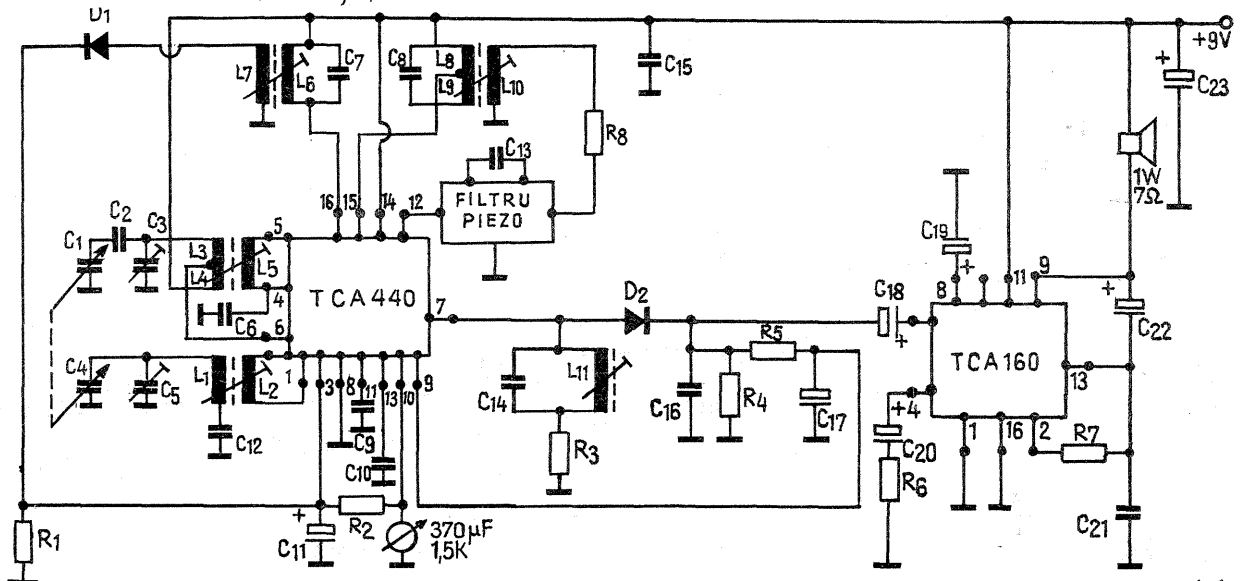 D1
+9V
C7
C8
L7
L6
L8
L9
L10
C15
C23
R8
C13
FILTRU
PIEZO
16
15
14
12
1W
7Ω
C1
C2
C3
5
L3
L4
L5
4
C6
6
TCA440
7
C19
8
11
9
D2
C18
C22
TCA160
13
C4
C5
L1
L2
1
3
8
11
13
10
9
C14
L11
C16
R4
R5
C17
+4
1
16
2
R7
C12
C9
C10
R3
C20
R6
C21
R1
C11
R2
370µF
1,5K